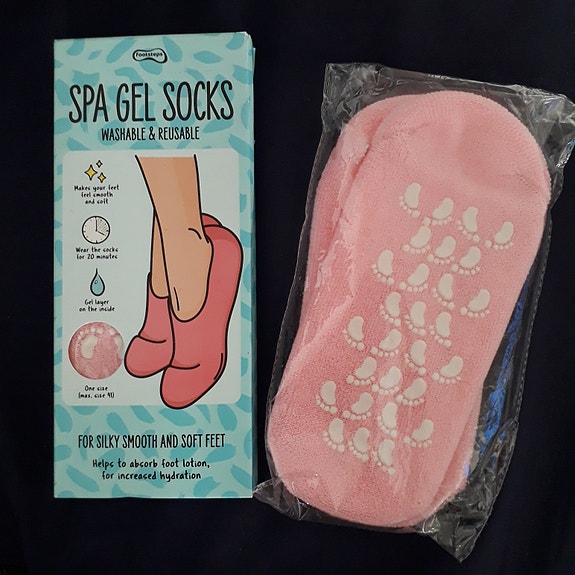 footsteps
SPA GEL SOCKS
WASHABLE & REUSABLE
Makes your feet
feel smooth
and soft
Wear the socks
for 20 minutes
Gel layer
on the inside
One size
(max. size 41)
FOR SILKY SMOOTH AND SOFT FEET
Helps to absorb foot lotion,
for increased hydration